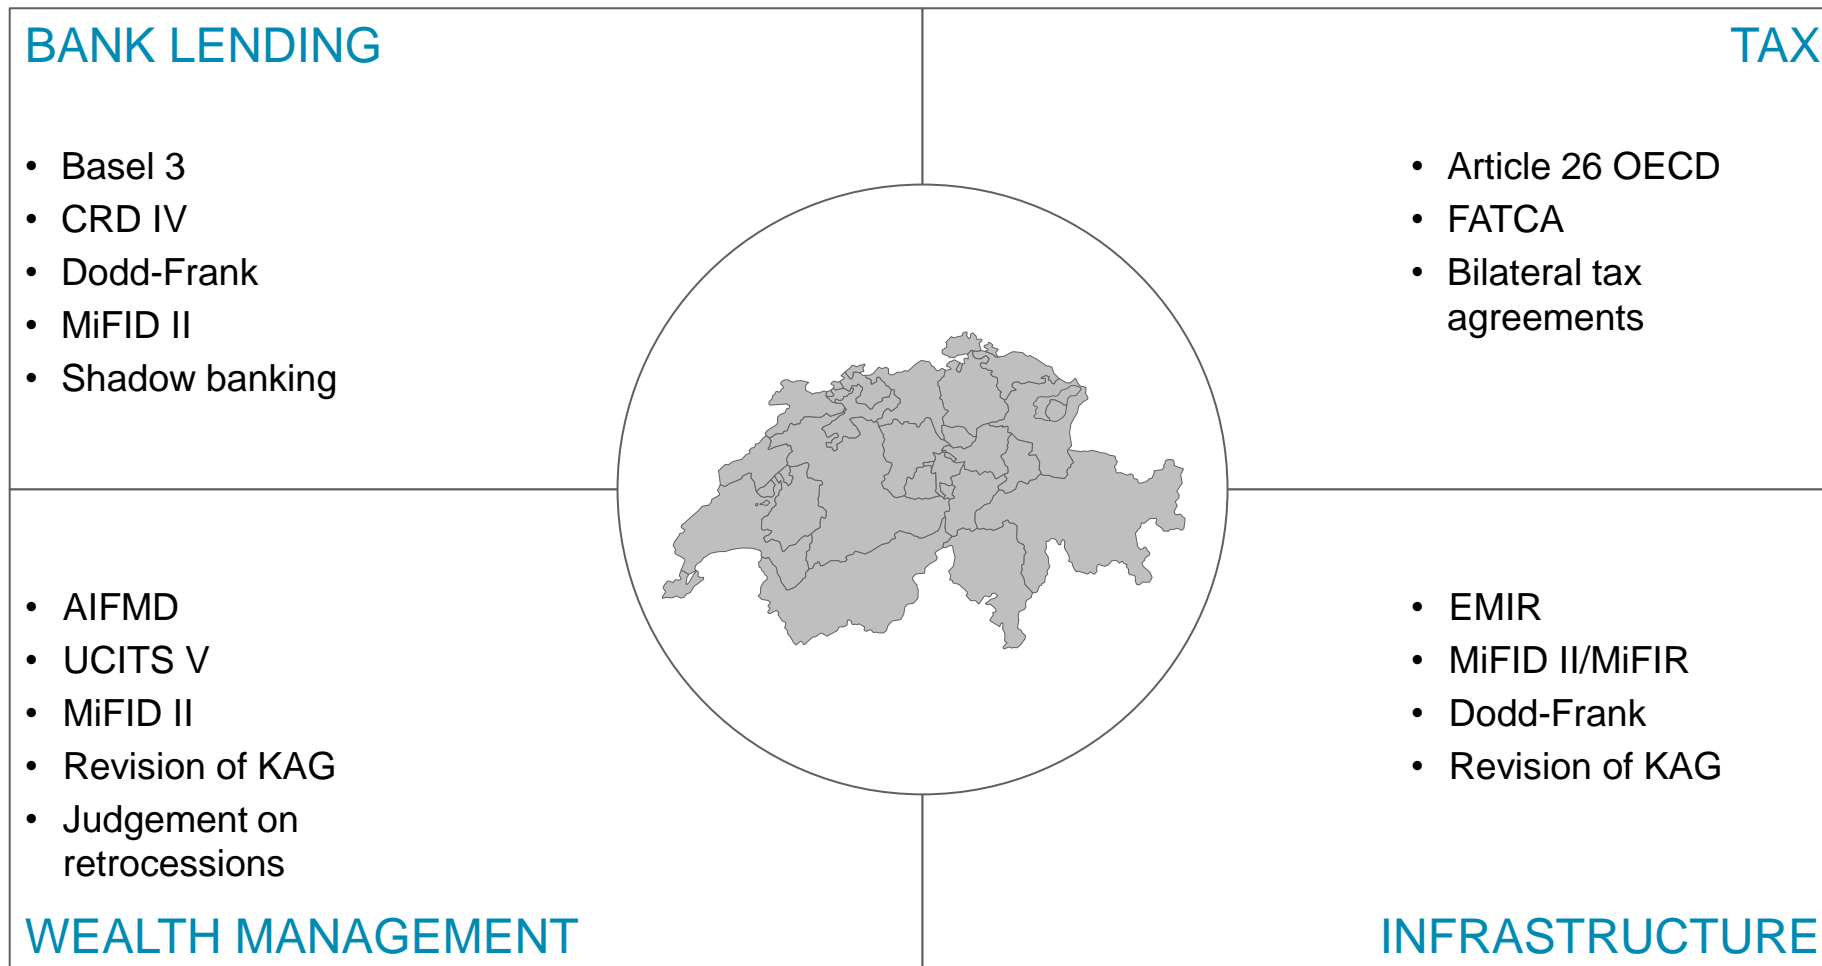 BANK LENDING
• Basel 3
• CRD IV
• Dodd-Frank
• MiFID II
• Shadow banking
TAX
• Article 26 OECD
• FATCA
• Bilateral tax
agreements
• AIFMD
• UCITS V
• MiFID II
• Revision of KAG
• Judgement on
retrocessions
WEALTH MANAGEMENT
• EMIR
• MiFID II/MiFIR
• Dodd-Frank
• Revision of KAG
INFRASTRUCTURE